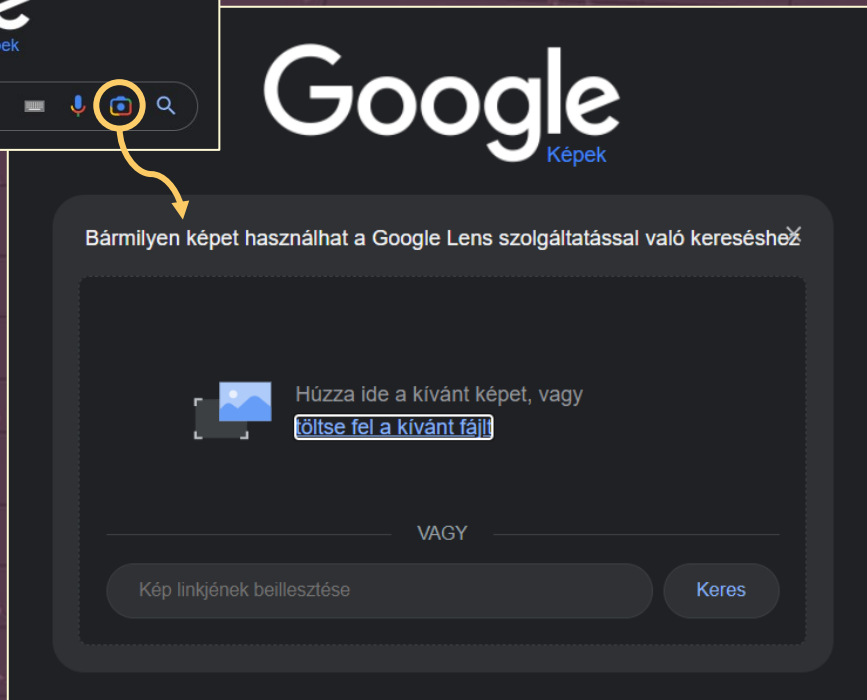 Google
Képek
Bármilyen képet használhat a Google Lens szolgáltatással való kereséshez
Húzza ide a kívánt képet, vagy
töltse fel a kívánt fájlt
VAGY
Kép linkjének beillesztése
Keres